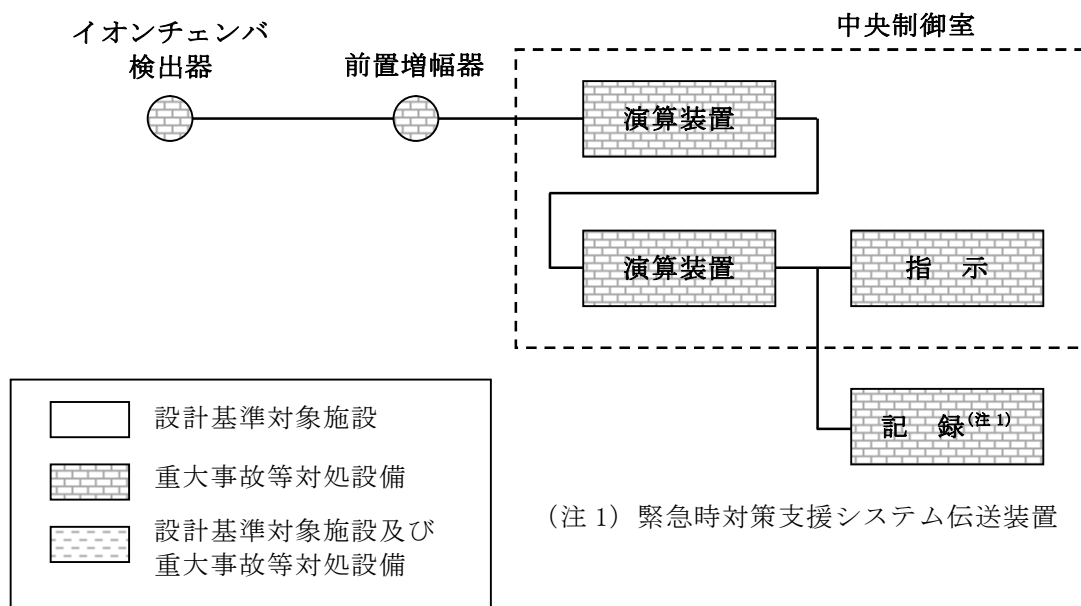 中央制御室
イオンチェンバ
検出器
前置増幅器
演算装置
演算装置
指　示
記　録(注1)
設計基準対象施設
重大事故等対処設備
設計基準対象施設及び
重大事故等対処設備
（注1）緊急時対策支援システム伝送装置